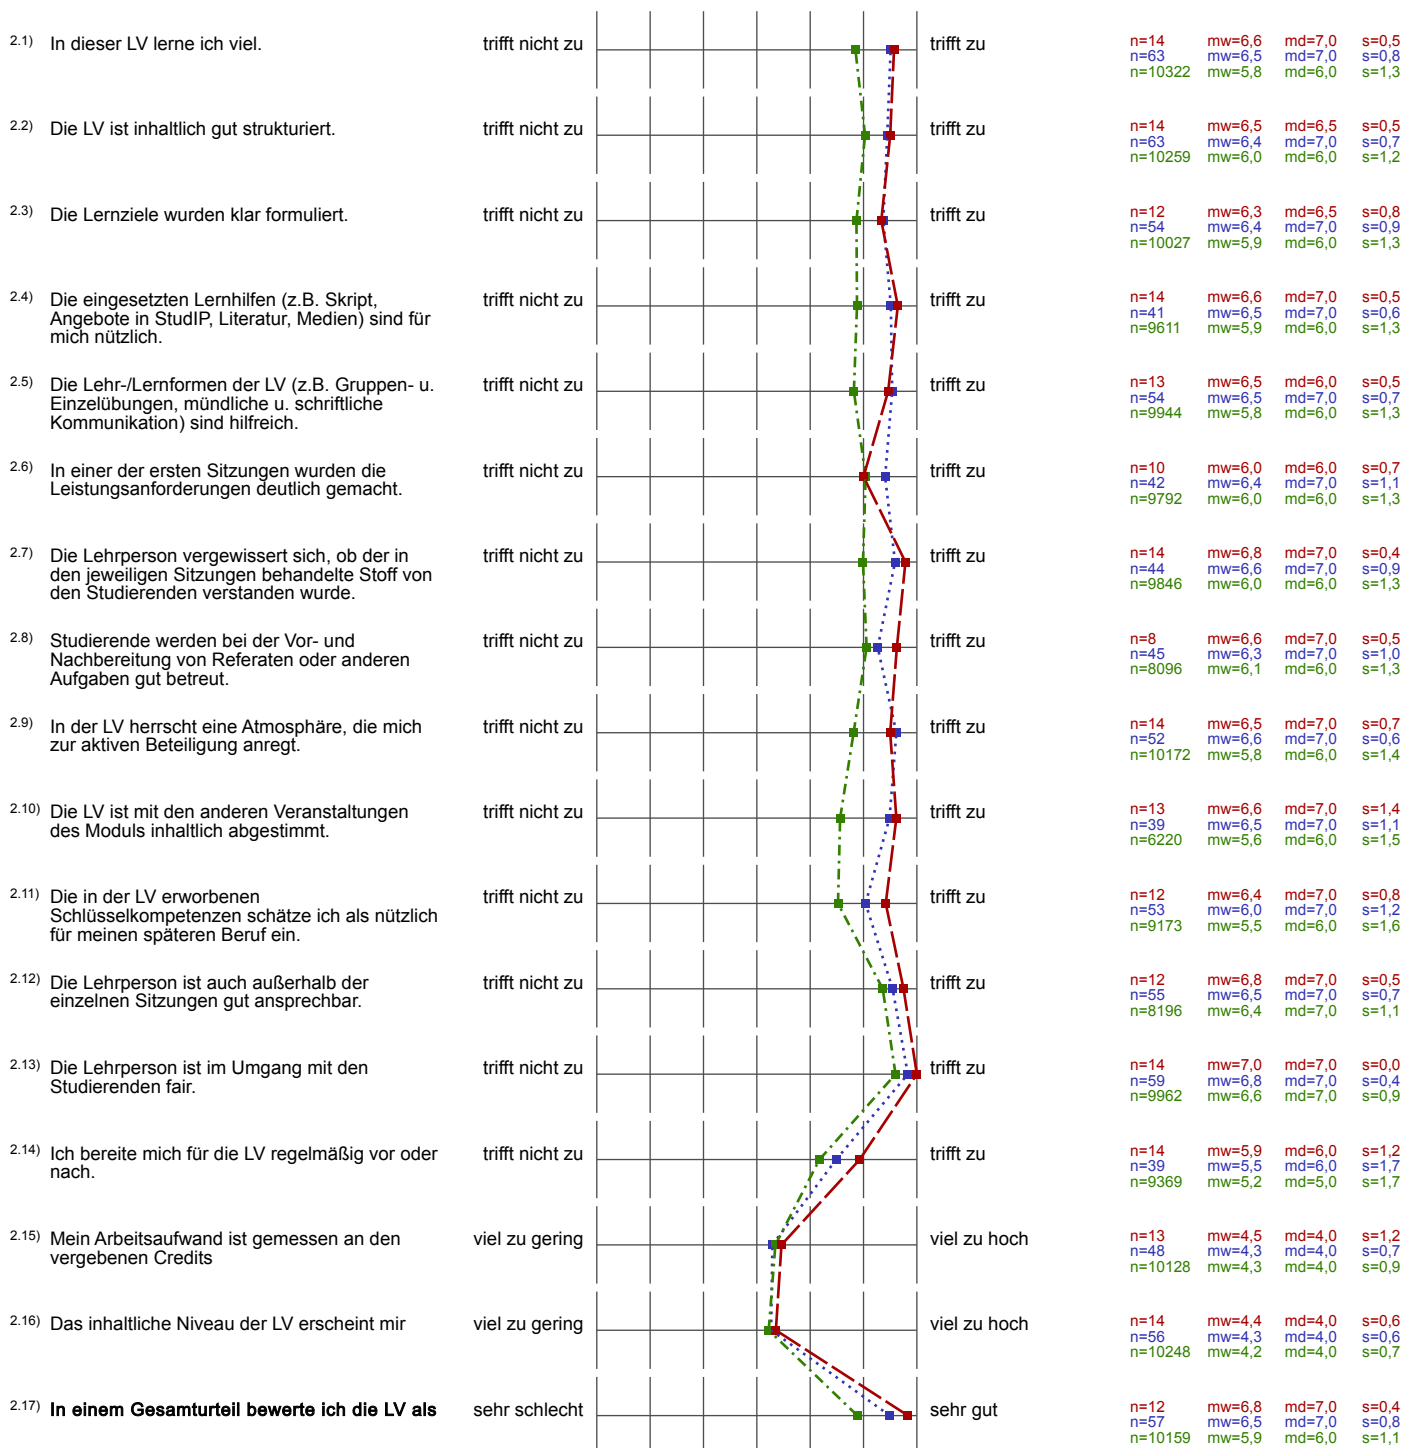 2.1) In dieser LV lerne ich viel. trifft nicht zu trifft zu n=14 mw=6,6 md=7,0 s=0,5
n=63 mw=6,5 md=7,0 s=0,8
n=10322 mw=5,8 md=6,0 s=1,3
2.2) Die LV ist inhaltlich gut strukturiert. trifft nicht zu trifft zu n=14 mw=6,5 md=6,5 s=0,5
n=63 mw=6,4 md=7,0 s=0,7
n=10259 mw=6,0 md=6,0 s=1,2
2.3) Die Lernziele wurden klar formuliert. trifft nicht zu trifft zu n=12 mw=6,3 md=6,5 s=0,8
n=54 mw=6,4 md=7,0 s=0,9
n=10027 mw=5,9 md=6,0 s=1,3
2.4) Die eingesetzten Lernhilfen (z.B. Skript, trifft nicht zu trifft zu n=14 mw=6,6 md=7,0 s=0,5
Angebote in StudIP, Literatur, Medien) sind für n=41 mw=6,5 md=7,0 s=0,6
mich nützlich. n=9611 mw=5,9 md=6,0 s=1,3
2.5) Die Lehr-/Lernformen der LV (z.B. Gruppen- u. trifft nicht zu trifft zu n=13 mw=6,5 md=6,0 s=0,5
Einzelübungen, mündliche u. schriftliche n=54 mw=6,5 md=7,0 s=0,7
Kommunikation) sind hilfreich. n=9944 mw=5,8 md=6,0 s=1,3
2.6) In einer der ersten Sitzungen wurden die trifft nicht zu trifft zu n=10 mw=6,0 md=6,0 s=0,7
Leistungsanforderungen deutlich gemacht. n=42 mw=6,4 md=7,0 s=1,1
n=9792 mw=6,0 md=6,0 s=1,3
2.7) Die Lehrperson vergewissert sich, ob der in trifft nicht zu trifft zu n=14 mw=6,8 md=7,0 s=0,4
den jeweiligen Sitzungen behandelte Stoff von n=44 mw=6,6 md=7,0 s=0,9
den Studierenden verstanden wurde. n=9846 mw=6,0 md=6,0 s=1,3
2.8) Studierende werden bei der Vor- und trifft nicht zu trifft zu n=8 mw=6,6 md=7,0 s=0,5
Nachbereitung von Referaten oder anderen n=45 mw=6,3 md=7,0 s=1,0
Aufgaben gut betreut. n=8096 mw=6,1 md=6,0 s=1,3
2.9) In der LV herrscht eine Atmosphäre, die mich trifft nicht zu trifft zu n=14 mw=6,5 md=7,0 s=0,7
zur aktiven Beteiligung anregt. n=52 mw=6,6 md=7,0 s=0,6
n=10172 mw=5,8 md=6,0 s=1,4
2.10) Die LV ist mit den anderen Veranstaltungen trifft nicht zu trifft zu n=13 mw=6,6 md=7,0 s=1,4
des Moduls inhaltlich abgestimmt. n=39 mw=6,5 md=7,0 s=1,1
n=6220 mw=5,6 md=6,0 s=1,5
2.11) Die in der LV erworbenen trifft nicht zu trifft zu n=12 mw=6,4 md=7,0 s=0,8
Schlüsselkompetenzen schätze ich als nützlich n=53 mw=6,0 md=7,0 s=1,2
für meinen späteren Beruf ein. n=9173 mw=5,5 md=6,0 s=1,6
2.12) Die Lehrperson ist auch außerhalb der trifft nicht zu trifft zu n=12 mw=6,8 md=7,0 s=0,5
einzelnen Sitzungen gut ansprechbar. n=55 mw=6,5 md=7,0 s=0,7
n=8196 mw=6,4 md=7,0 s=1,1
2.13) Die Lehrperson ist im Umgang mit den trifft nicht zu trifft zu n=14 mw=7,0 md=7,0 s=0,0
Studierenden fair. n=59 mw=6,8 md=7,0 s=0,4
n=9962 mw=6,6 md=7,0 s=0,9
2.14) Ich bereite mich für die LV regelmäßig vor oder trifft nicht zu trifft zu n=14 mw=5,9 md=6,0 s=1,2
nach. n=39 mw=5,5 md=6,0 s=1,7
n=9369 mw=5,2 md=5,0 s=1,7
2.15) Mein Arbeitsaufwand ist gemessen an den viel zu gering viel zu hoch n=13 mw=4,5 md=4,0 s=1,2
vergebenen Credits n=48 mw=4,3 md=4,0 s=0,7
n=10128 mw=4,3 md=4,0 s=0,9
2.16) Das inhaltliche Niveau der LV erscheint mir viel zu gering viel zu hoch n=14 mw=4,4 md=4,0 s=0,6
n=56 mw=4,3 md=4,0 s=0,6
n=10248 mw=4,2 md=4,0 s=0,7
2.17) In einem Gesamturteil bewerte ich die LV als sehr schlecht sehr gut n=12 mw=6,8 md=7,0 s=0,4
n=57 mw=6,5 md=7,0 s=0,8
n=10159 mw=5,9 md=6,0 s=1,1